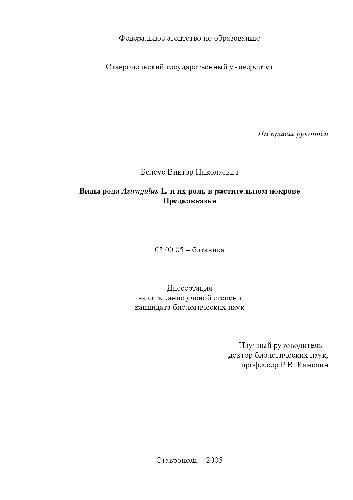 Федеральное агентство по образованию
Ставропольский государственный университет
На правах рукописи
Белоус Виктор Николаевич
Виды рода Astragalus L. и их роль в растительном покрове
Предкавказья
03.00.05 – ботаника
Диссертация
на соискание ученой степени
кандидата биологических наук
Научный руководитель –
доктор биологических наук,
профессор Р.В. Камелин
Ставрополь – 2005